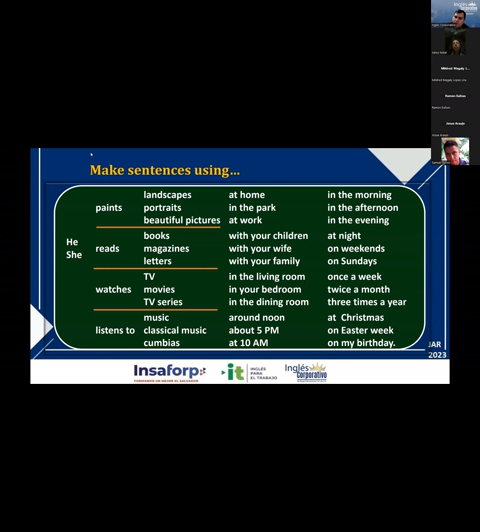 Make sentences using...
He
She
paints
landscapes
portraits
beautiful pictures
at home
in the park
at work
in the morning
in the afternoon
in the evening
reads
books
magazines
letters
with your children
with your wife
with your family
at night
on weekends
on Sundays
watches
TV
movies
TV series
in the living room
in your bedroom
in the dining room
once a week
twice a month
three times a year
listens to
music
classical music
cumbias
around noon
about 5 PM
at 10 AM
at Christmas
on Easter week
on my birthday.
JAR
2023
Insaforp
it
INGLÉS
PARA
EL TRABAJO
Inglés
Corporativo